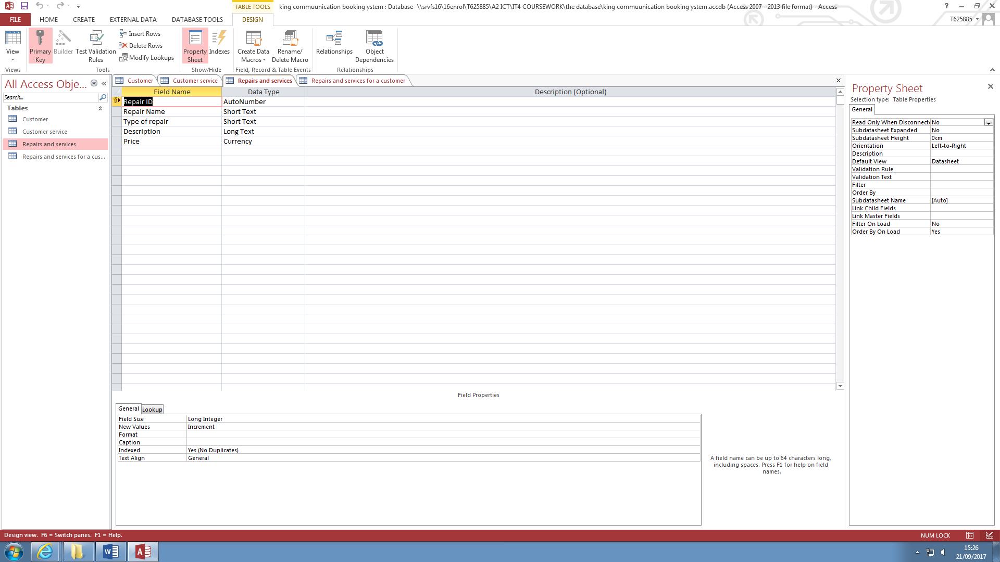 TABLE TOOLS
king commuunication booking ystem : Database- \\srvfs16\16enrol\T625885\A2 ICT\IT4 COURSEWORK\the database\king commuunication booking ystem.accdb (Access 2007 - 2013 file format) - Access
FILE HOME CREATE EXTERNAL DATA DATABASE TOOLS DESIGN
T625885
View
Primary Key
Builder
Test Validation Rules
Insert Rows
Delete Rows
Modify Lookups
Property Sheet
Indexes
Create Data Macros
Rename/ Delete Macro
Relationships
Object Dependencies
Views
Tools
Show/Hide
Field, Record & Table Events
Relationships
All Access Obje...
Search...
Tables
Customer
Customer service
Repairs and services
Repairs and services for a cus...
Customer
Customer service
Repairs and services
Repairs and services for a customer
Field Name Data Type Description (Optional)
Repair ID AutoNumber
Repair Name Short Text
Type of repair Short Text
Description Long Text
Price Currency
Field Properties
General Lookup
Field Size Long Integer
New Values Increment
Format
Caption
Indexed Yes (No Duplicates)
Text Align General
A field name can be up to 64 characters long,
including spaces. Press F1 for help on field
names.
Property Sheet
Selection type: Table Properties
General
Read Only When Disconnecte No
Subdatasheet Expanded No
Subdatasheet Height 0cm
Orientation Left-to-Right
Description
Default View Datasheet
Validation Rule
Validation Text
Filter
Order By
Subdatasheet Name [Auto]
Link Child Fields
Link Master Fields
Filter On Load No
Order By On Load Yes
Design view. F6 = Switch panes. F1 = Help.
NUM LOCK
15:26
21/09/2017